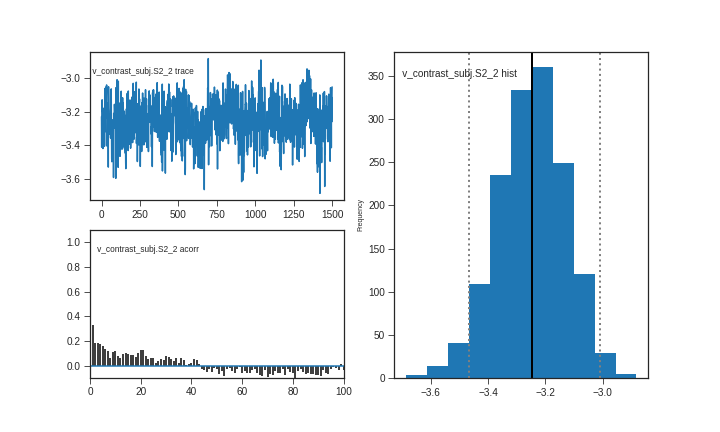 v_contrast_subj.S2_2 trace
−3.0
−3.2
−3.4
−3.6
0 250 500 750 1000 1250 1500
v_contrast_subj.S2_2 acorr
1.0
0.8
0.6
0.4
0.2
0.0
0 20 40 60 80 100
v_contrast_subj.S2_2 hist
Frequency
350
300
250
200
150
100
50
0
−3.6 −3.4 −3.2 −3.0